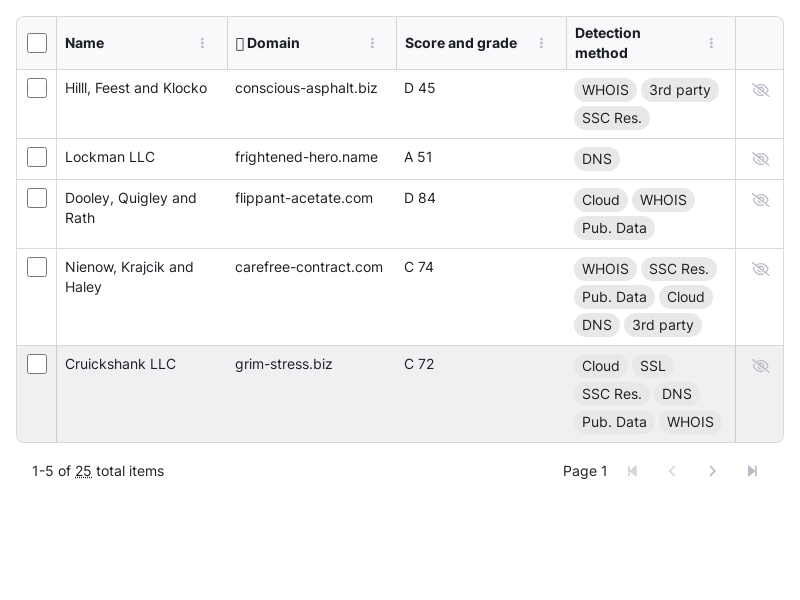 Name Domain Score and grade Detection method
Hilll, Feest and Klocko conscious-asphalt.biz D 45 WHOIS 3rd party
SSC Res.
Lockman LLC frightened-hero.name A 51 DNS
Dooley, Quigley and Rath flippant-acetate.com D 84 Cloud WHOIS
Pub. Data
Nienow, Krajcik and Haley carefree-contract.com C 74 WHOIS SSC Res.
Pub. Data Cloud
DNS 3rd party
Cruickshank LLC grim-stress.biz C 72 Cloud SSL
SSC Res. DNS
Pub. Data WHOIS
1-5 of 25 total items Page 1